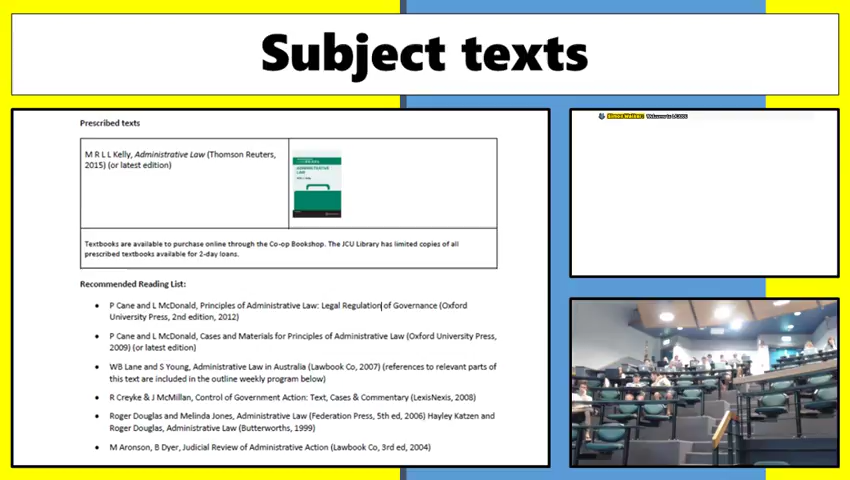 Subject texts
Prescribed texts
M R L L Kelly, Administrative Law (Thomson Reuters,
2015) (or latest edition)
Textbooks are available to purchase online through the Co-op Bookshop. The JCU Library has limited copies of all
prescribed textbooks available for 2-day loans.
Recommended Reading List:
• P Cane and L McDonald, Principles of Administrative Law: Legal Regulation of Governance (Oxford
University Press, 2nd edition, 2012)
• P Cane and L McDonald, Cases and Materials for Principles of Administrative Law (Oxford University Press,
2009) (or latest edition)
• WB Lane and S Young, Administrative Law in Australia (Lawbook Co, 2007) (references to relevant parts of
this text are included in the outline weekly program below)
• R Creyke & J McMillan, Control of Government Action: Text, Cases & Commentary (LexisNexis, 2008)
• Roger Douglas and Melinda Jones, Administrative Law (Federation Press, 5th ed, 2006) Hayley Katzen and
Roger Douglas, Administrative Law (Butterworths, 1999)
• M Aronson, B Dyer, Judicial Review of Administrative Action (Lawbook Co, 3rd ed, 2004)